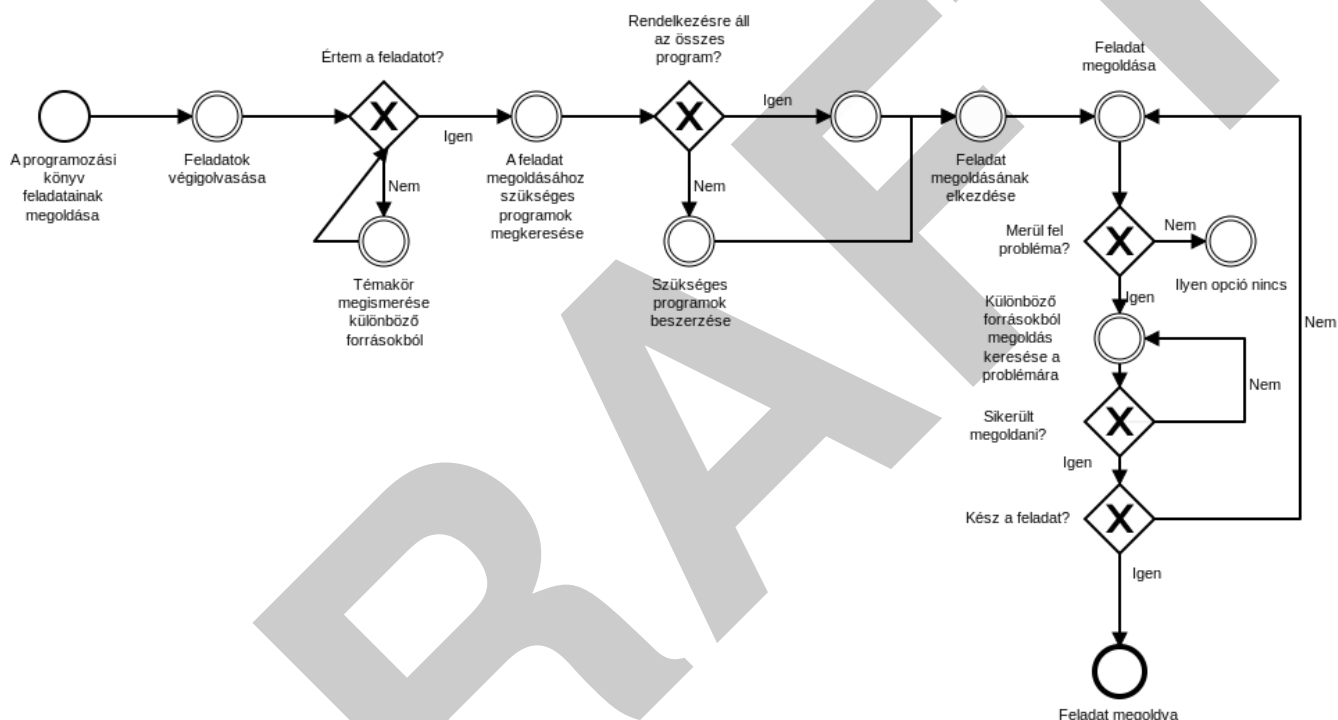 Rendelkezésre áll
az összes
program?
Értem a feladatot?
Feladat
megoldása
Igen
Igen
A programozási
könyv
feladatainak
megoldása
Feladatok
végigolvasása
A feladat
megoldásához
szükséges
programok
megkeresése
Feladat
megoldásának
elkezdése
Nem
Nem
Merül fel
probléma?
Nem
Témakör
megismerése
különböző
forrásokból
Szükséges
programok
beszerzése
Ilyen opció nincs
Igen
Különböző
forrásokból
megoldás
keresése a
problémára
Nem
Nem
Sikerült
megoldani?
Igen
Kész a feladat?
Igen
Feladat megoldva
RAFT